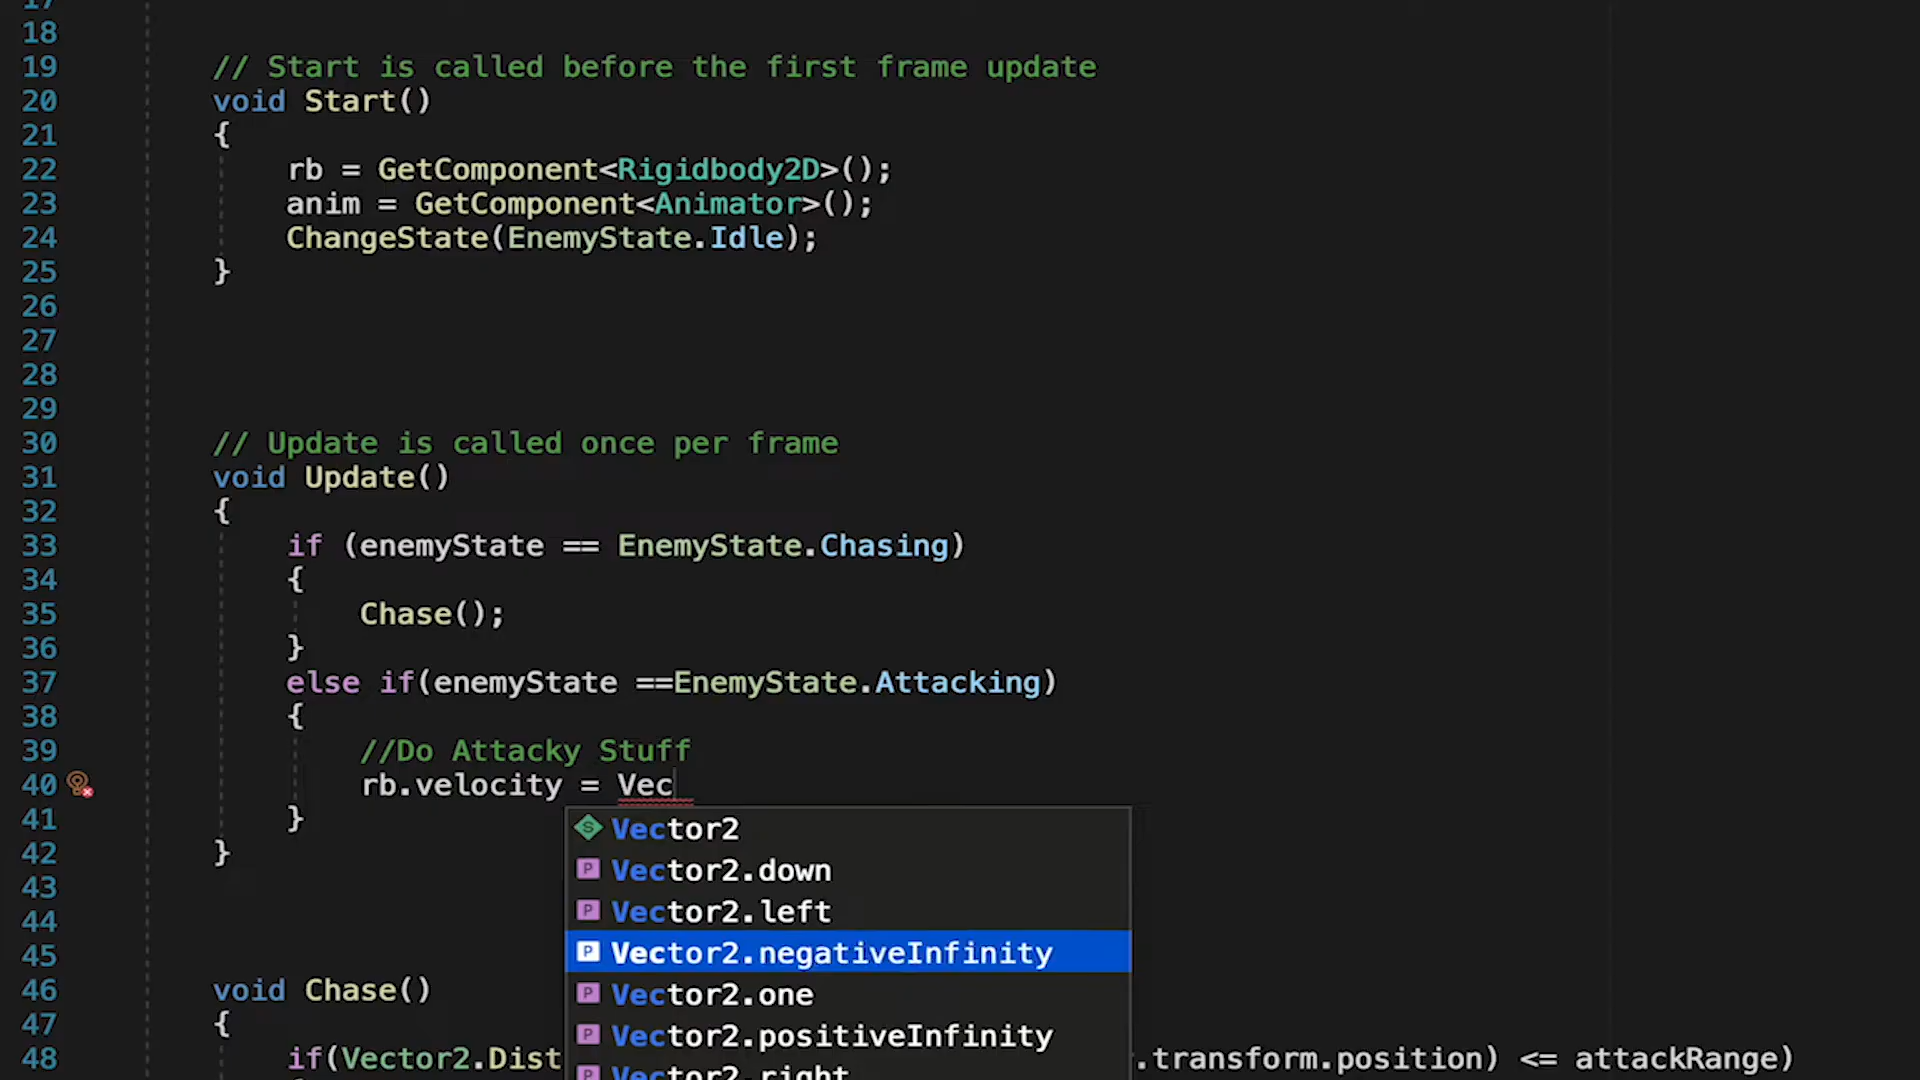 17
18
19 // Start is called before the first frame update
20 void Start()
21 {
22 rb = GetComponent<Rigidbody2D>();
23 anim = GetComponent<Animator>();
24 ChangeState(EnemyState.Idle);
25 }
26
27
28
29
30 // Update is called once per frame
31 void Update()
32 {
33 if (enemyState == EnemyState.Chasing)
34 {
35 Chase();
36 }
37 else if(enemyState ==EnemyState.Attacking)
38 {
39 //Do Attacky Stuff
40 rb.velocity = Vec
41 }
S Vector2
42 }
P Vector2.down
43
44
P Vector2.left
45
P Vector2.negativeInfinity
46 void Chase()
P Vector2.one
47 {
P Vector2.positiveInfinity
48 if(Vector2.Dist .transform.position) <= attackRange)
P Vector2.right